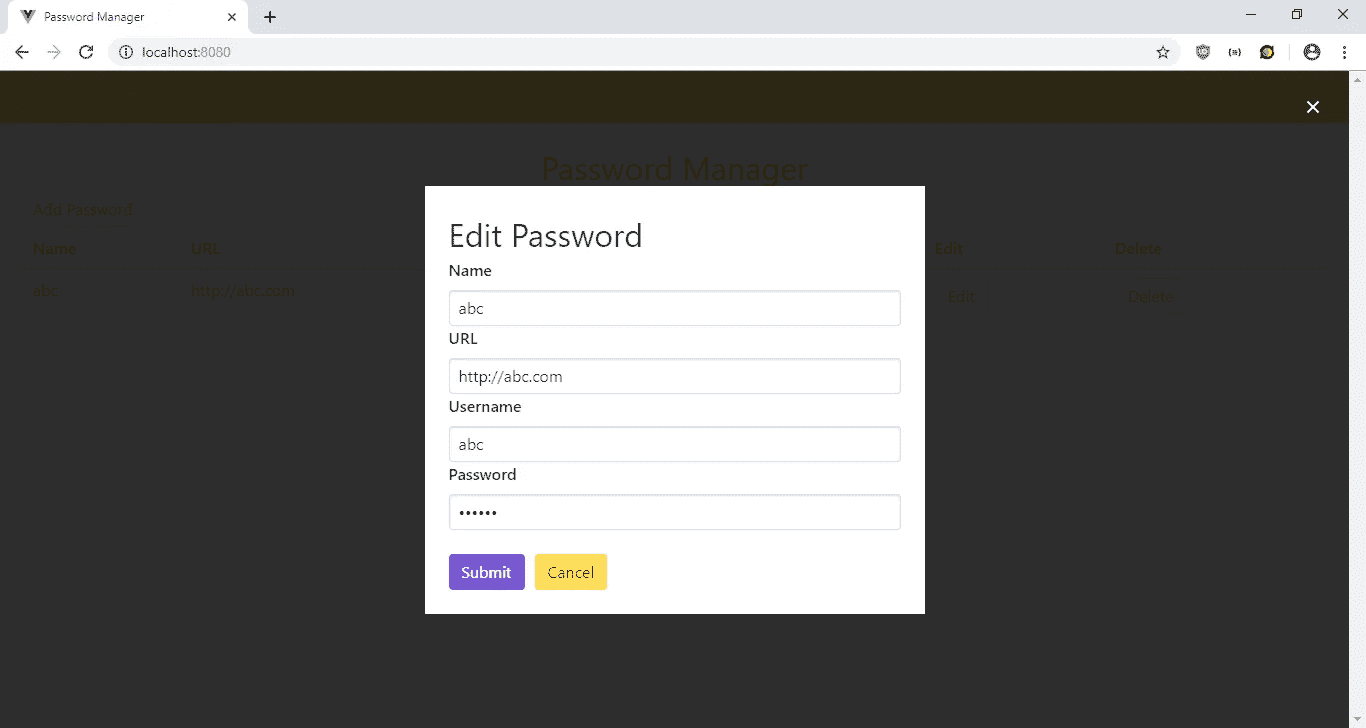 Password Manager
localhost:8080
Password Manager
Add Password
Name URL Edit Delete
abc http://abc.com Edit Delete
Edit Password
Name
abc
URL
http://abc.com
Username
abc
Password
••••••
Submit Cancel